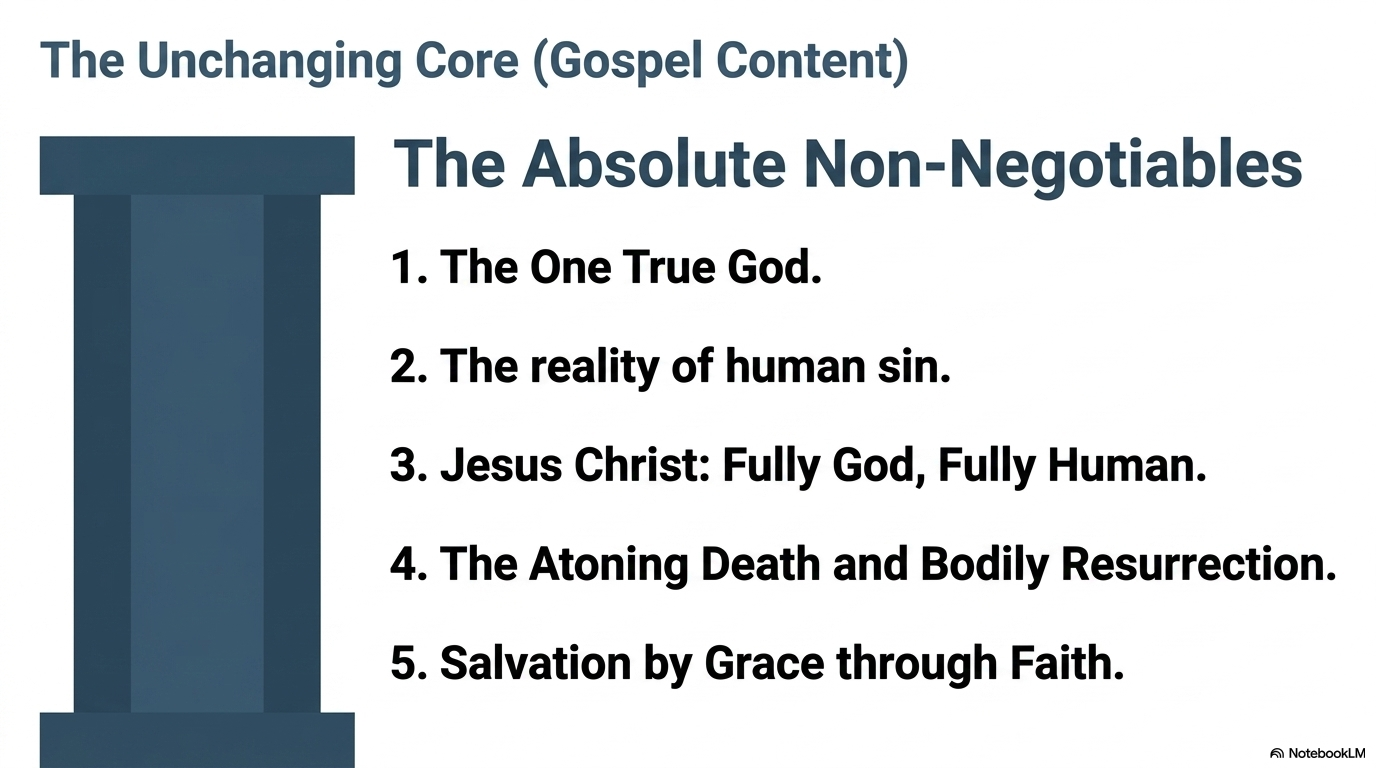 The Unchanging Core (Gospel Content)
The Absolute Non-Negotiables
1. The One True God.
2. The reality of human sin.
3. Jesus Christ: Fully God, Fully Human.
4. The Atoning Death and Bodily Resurrection.
5. Salvation by Grace through Faith.
NotebookLM